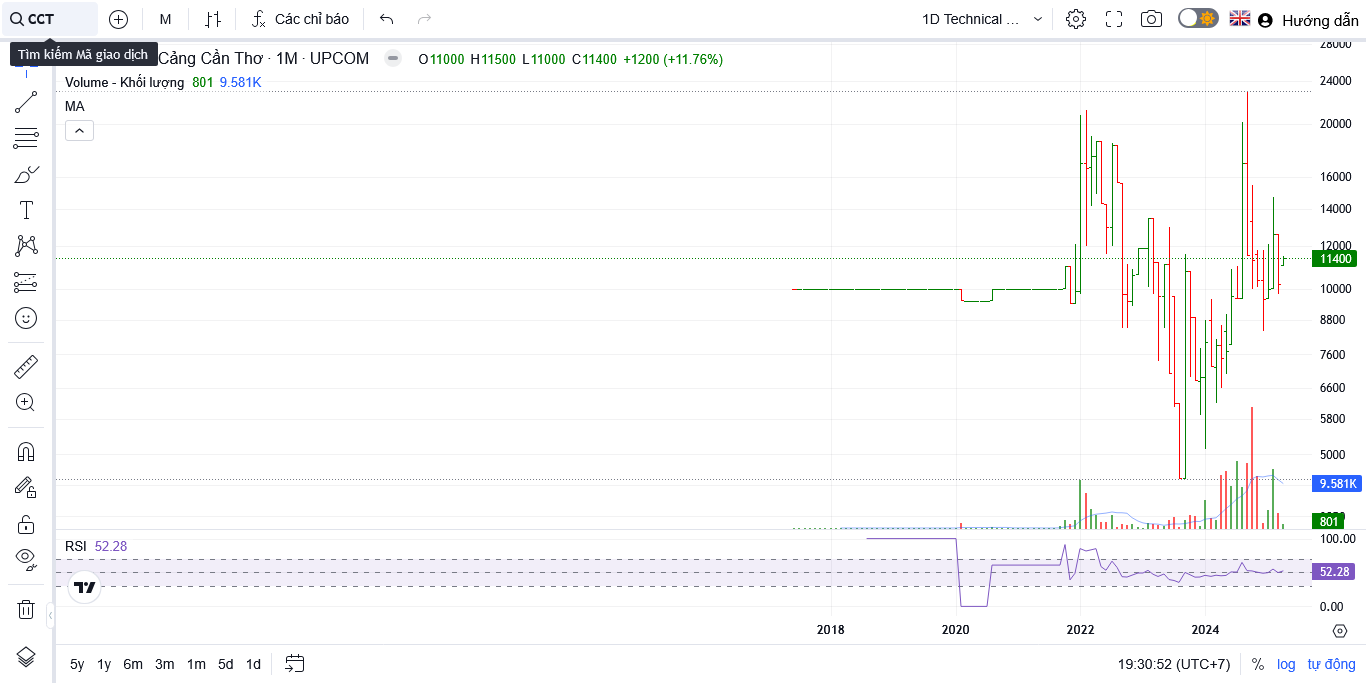 CCT
M
Các chỉ báo
1D Technical ...
Hướng dẫn
Tìm kiếm Mã giao dịch
Cảng Cần Thơ · 1M · UPCOM
O11000 H11500 L11000 C11400 +1200 (+11.76%)
Volume - Khối lượng 801 9.581K
MA
28000
24000
20000
16000
14000
12000
11400
10000
8800
7600
6600
5800
5000
9.581K
801
RSI 52.28
100.00
52.28
0.00
2018 2020 2022 2024
5y 1y 6m 3m 1m 5d 1d
19:30:52 (UTC+7) % log tự động